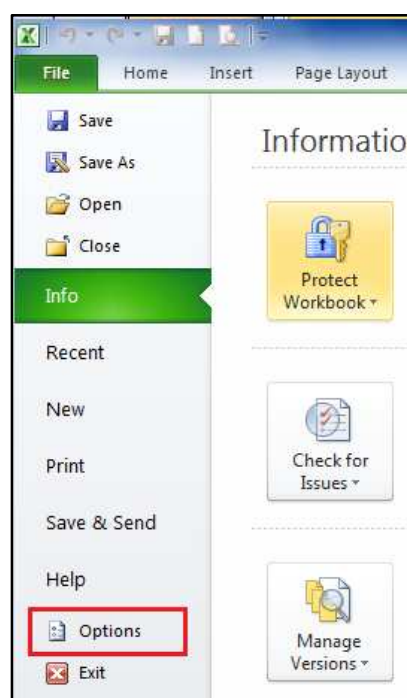 File Home Insert Page Layout
Save
Save As
Open
Close
Info
Recent
New
Print
Save & Send
Help
Options
Exit
Informatio
Protect
Workbook
Check for
Issues
Manage
Versions